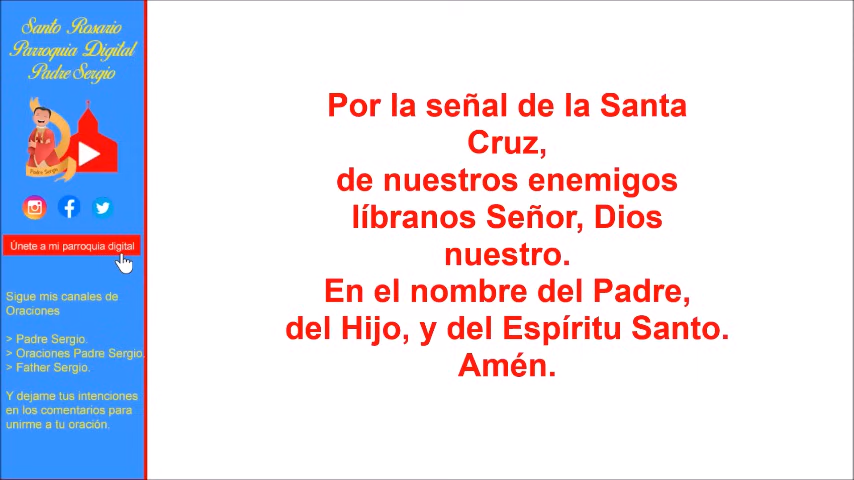 Santo Rosario
Parroquia Digital
Padre Sergio
Padre Sergio
Únete a mi parroquia digital
Sigue mis canales de
Oraciones
> Padre Sergio.
> Oraciones Padre Sergio.
> Father Sergio.
Y dejame tus intenciones
en los comentarios para
unirme a tu oración.
Por la señal de la Santa
Cruz,
de nuestros enemigos
líbranos Señor, Dios
nuestro.
En el nombre del Padre,
del Hijo, y del Espíritu Santo.
Amén.